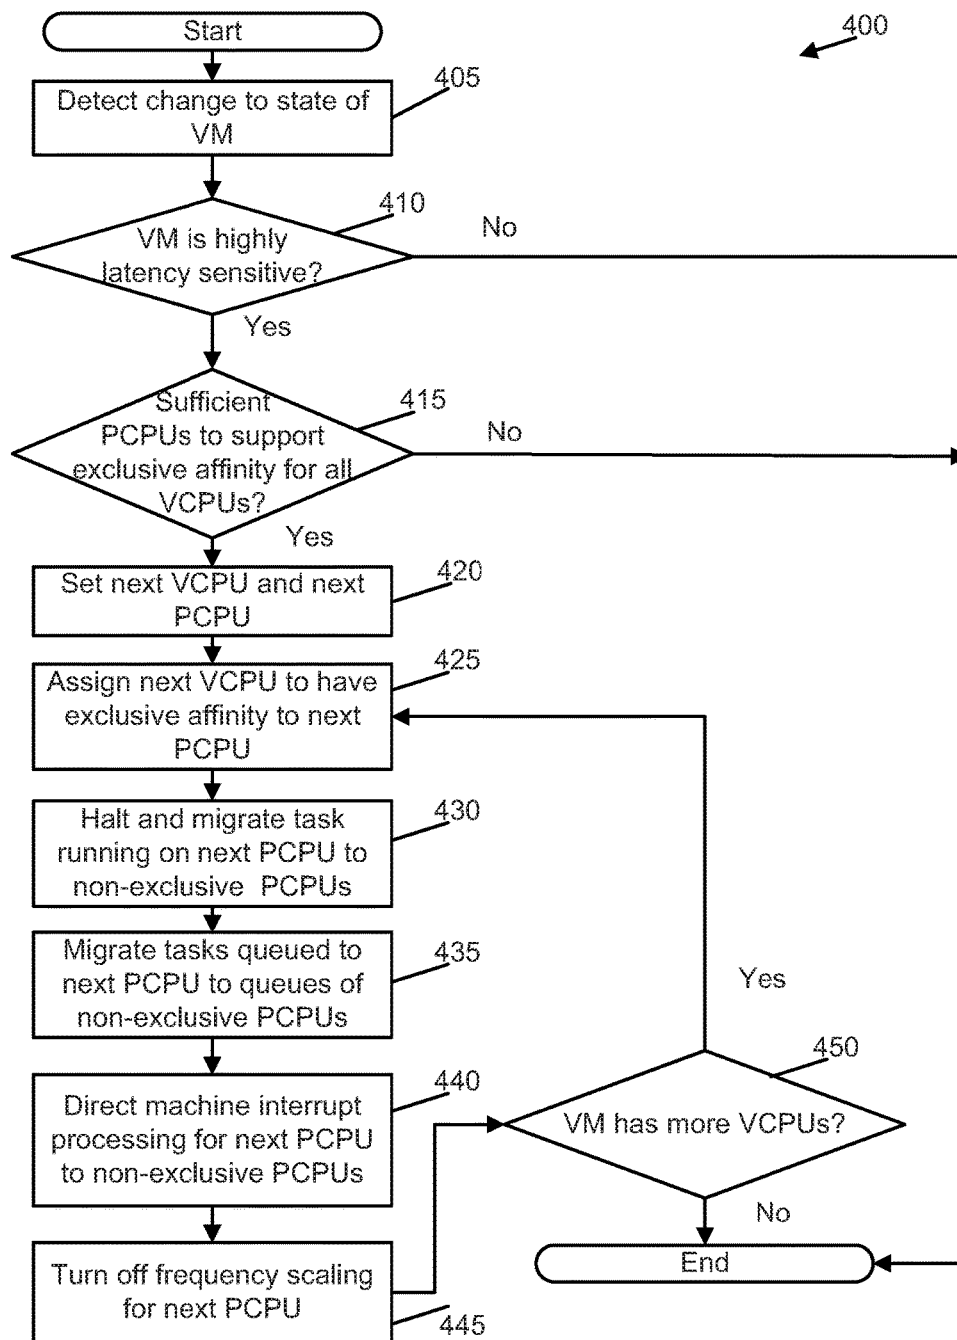 Start
400
Detect change to state of
VM
405
VM is highly
latency sensitive?
410
No
Yes
Sufficient
PCPUs to support
exclusive affinity for all
VCPUs?
415
No
Yes
Set next VCPU and next
PCPU
420
Assign next VCPU to have
exclusive affinity to next
PCPU
425
Halt and migrate task
running on next PCPU to
non-exclusive PCPUs
430
Migrate tasks queued to
next PCPU to queues of
non-exclusive PCPUs
435
Direct machine interrupt
processing for next PCPU
to non-exclusive PCPUs
440
Turn off frequency scaling
for next PCPU
445
VM has more VCPUs?
450
Yes
No
End